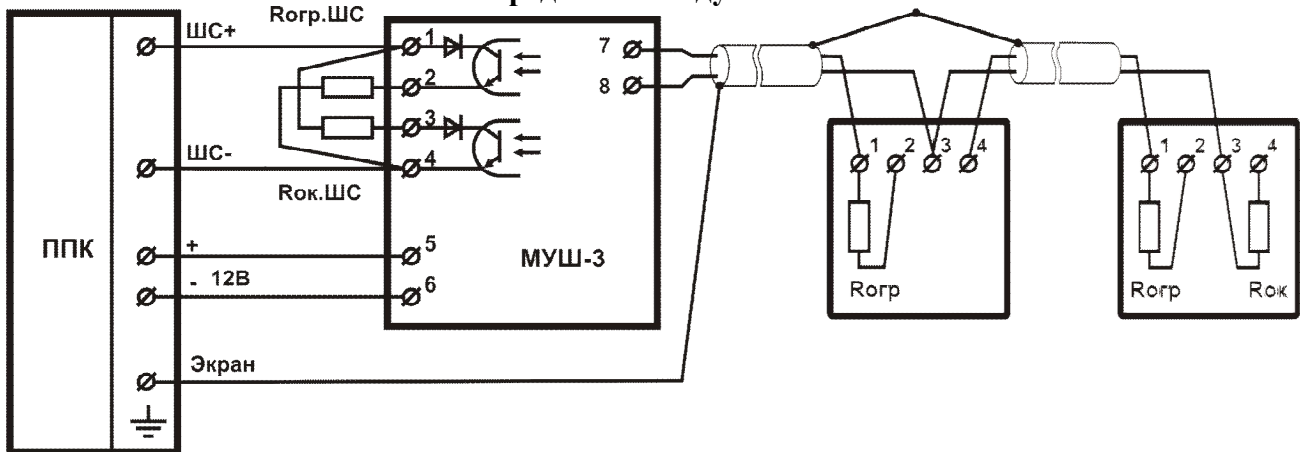 Rогр.ШС
ШС+
1
2
3
4
7
8
ШС-
Rок.ШС
ППК
+
- 12В
5
6
МУШ-3
Экран
1 2 3 4
Rогр
1 2 3 4
Rогр Rок